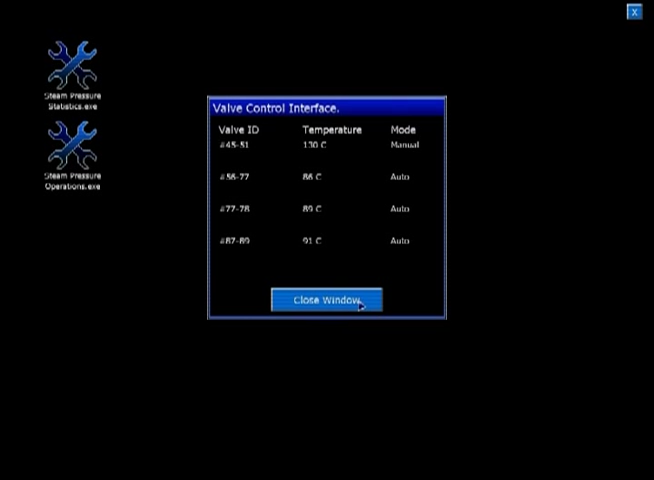 X
Steam Pressure
Statistics.exe
Steam Pressure
Operations.exe
Valve Control Interface.
Valve ID Temperature Mode
#45-51 130 C Manual
#56-77 86 C Auto
#77-78 89 C Auto
#87-89 91 C Auto
Close Window